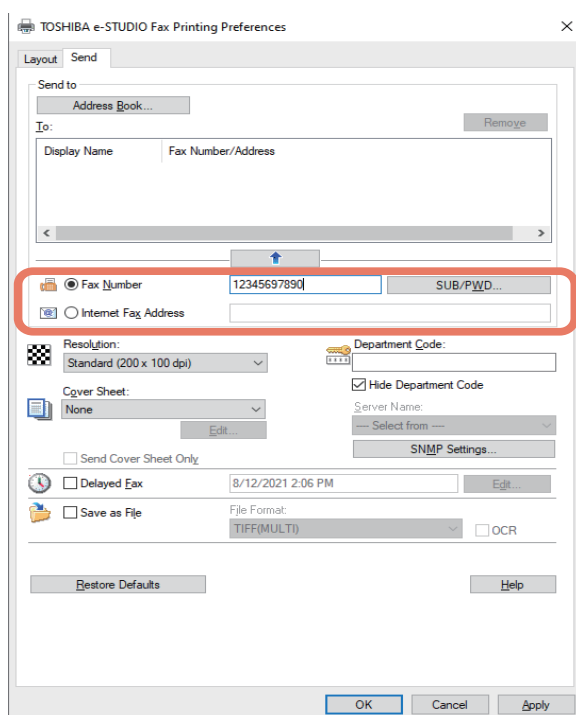 TOSHIBA e-STUDIO Fax Printing Preferences
Layout Send
Send to
Address Book...
To:
Remove
Display Name Fax Number/Address
Fax Number 12345697890 SUB/PWD...
Internet Fax Address
Resolution:
Standard (200 x 100 dpi)
Department Code:
Hide Department Code
Cover Sheet:
None
Edit...
Server Name:
---- Select from ----
SNMP Settings...
Send Cover Sheet Only
Delayed Fax 8/12/2021 2:06 PM Edit...
Save as File
File Format:
TIFF(MULTI) OCR
Restore Defaults Help
OK Cancel Apply